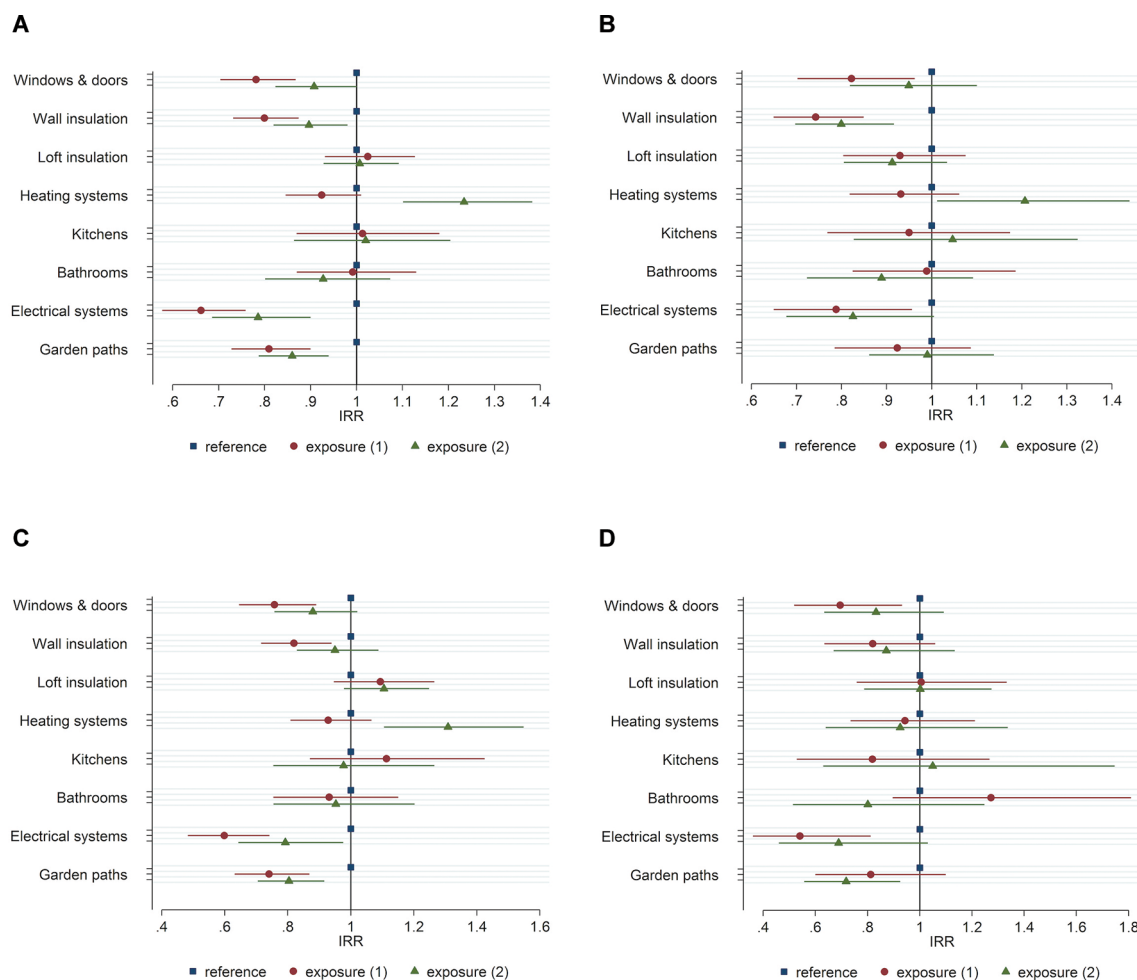 A
Windows & doors
Wall insulation
Loft insulation
Heating systems
Kitchens
Bathrooms
Electrical systems
Garden paths
.6 .7 .8 .9 1 1.1 1.2 1.3 1.4
IRR
reference exposure (1) exposure (2)
B
Windows & doors
Wall insulation
Loft insulation
Heating systems
Kitchens
Bathrooms
Electrical systems
Garden paths
.6 .7 .8 .9 1 1.1 1.2 1.3 1.4
IRR
reference exposure (1) exposure (2)
C
Windows & doors
Wall insulation
Loft insulation
Heating systems
Kitchens
Bathrooms
Electrical systems
Garden paths
.4 .6 .8 1 1.2 1.4 1.6
IRR
reference exposure (1) exposure (2)
D
Windows & doors
Wall insulation
Loft insulation
Heating systems
Kitchens
Bathrooms
Electrical systems
Garden paths
.4 .6 .8 1 1.2 1.4 1.6 1.8
IRR
reference exposure (1) exposure (2)